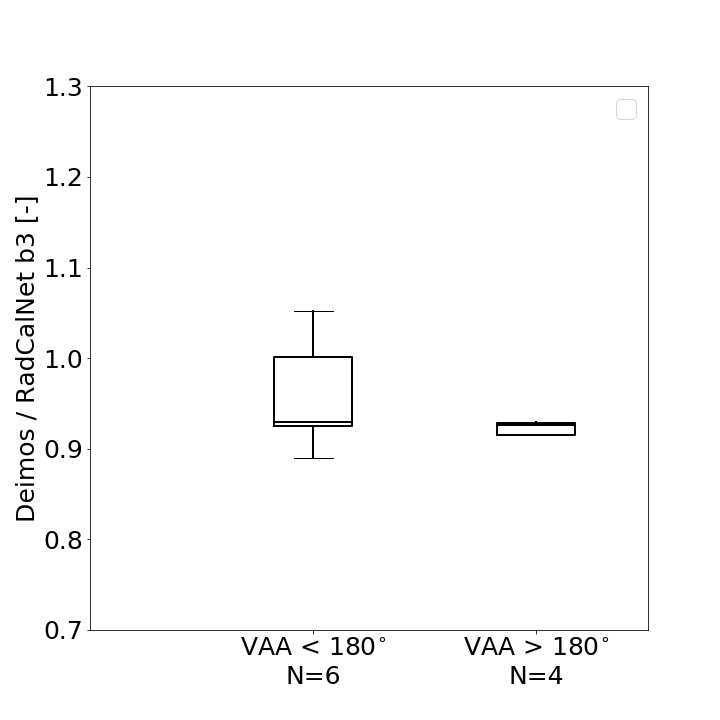 1.3
1.2
1.1
1.0
0.9
0.8
0.7
Deimos / RadCalNet b3 [-]
VAA < 180°
N=6
VAA > 180°
N=4